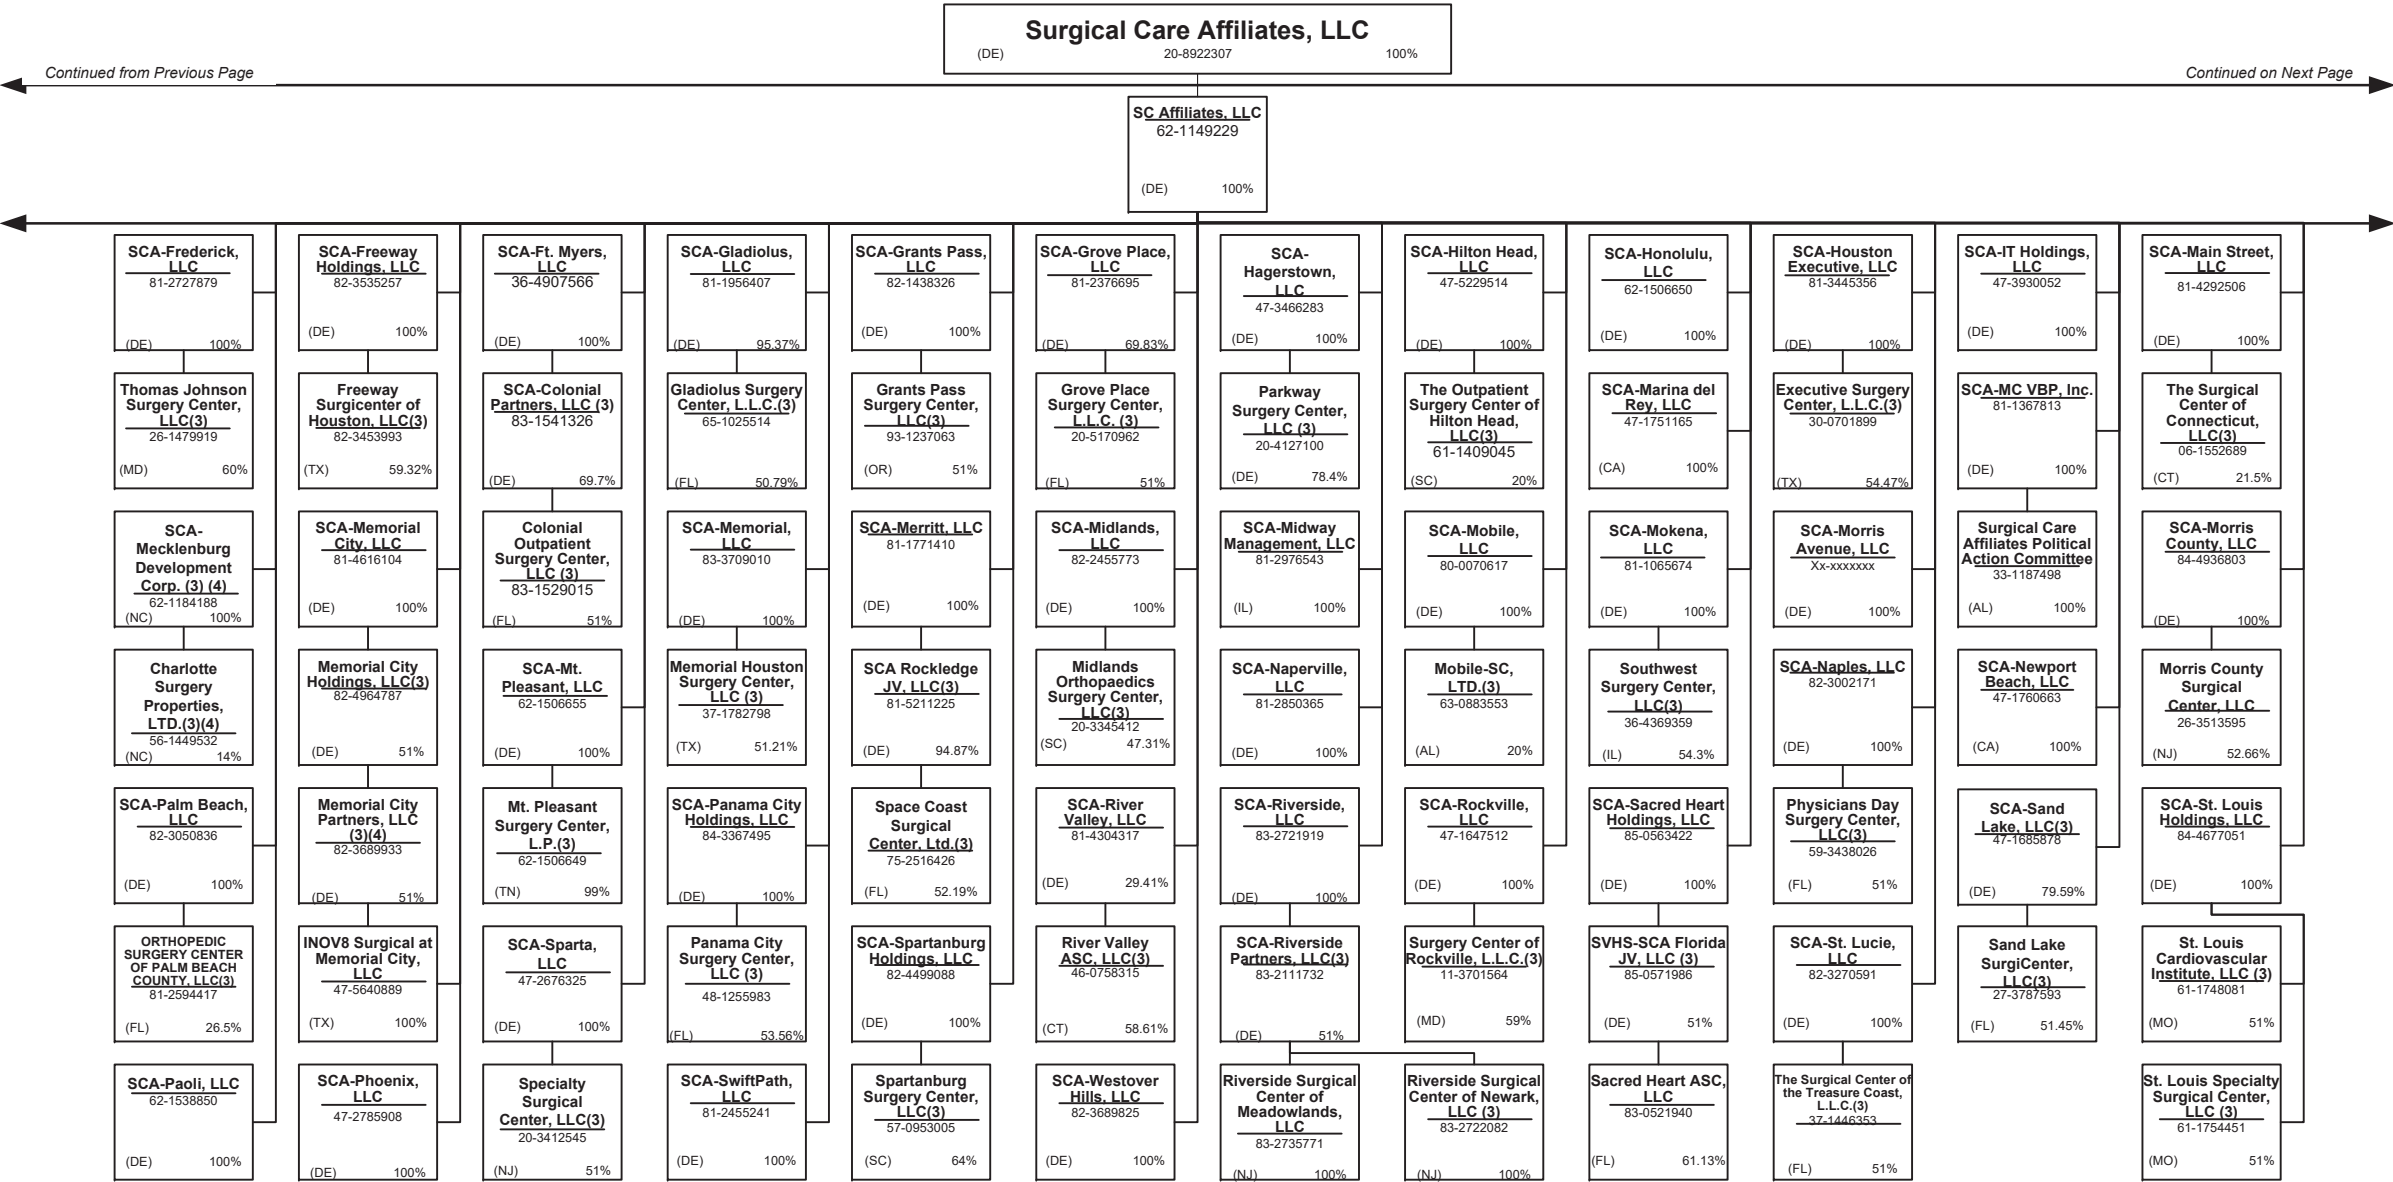 Surgical Care Affiliates, LLC
(DE) 20-8922307 100%
Continued from Previous Page
Continued on Next Page
SC Affiliates, LLC
62-1149229
(DE) 100%
SCA-Frederick,
LLC
81-2727879
(DE) 100%
SCA-Freeway
Holdings, LLC
82-3535257
(DE) 100%
SCA-Ft. Myers,
LLC
36-4907566
(DE) 100%
SCA-Gladiolus,
LLC
81-1956407
(DE) 95.37%
SCA-Grants Pass,
LLC
82-1438326
(DE) 100%
SCA-Grove Place,
LLC
81-2376695
(DE) 69.83%
SCA-
Hagerstown,
LLC
47-3466283
(DE) 100%
SCA-Hilton Head,
LLC
47-5229514
(DE) 100%
SCA-Honolulu,
LLC
62-1506650
(DE) 100%
SCA-Houston
Executive, LLC
81-3445356
(DE) 100%
SCA-IT Holdings,
LLC
47-3930052
(DE) 100%
SCA-Main Street,
LLC
81-4292506
(DE) 100%
Thomas Johnson
Surgery Center,
LLC(3)
26-1479919
(MD) 60%
Freeway
Surgicenter of
Houston, LLC(3)
82-3453993
(TX) 59.32%
SCA-Colonial
Partners, LLC (3)
83-1541326
(DE) 69.7%
Gladiolus Surgery
Center, L.L.C.(3)
65-1025514
(FL) 50.79%
Grants Pass
Surgery Center,
LLC(3)
93-1237063
(OR) 51%
Grove Place
Surgery Center,
L.L.C. (3)
20-5170962
(FL) 51%
Parkway
Surgery Center,
LLC (3)
20-4127100
(DE) 78.4%
The Outpatient
Surgery Center of
Hilton Head,
LLC(3)
61-1409045
(SC) 20%
SCA-Marina del
Rey, LLC
47-1751165
(CA) 100%
Executive Surgery
Center, L.L.C.(3)
30-0701899
(TX) 54.47%
SCA-MC VBP, Inc.
81-1367813
(DE) 100%
The Surgical
Center of
Connecticut,
LLC(3)
06-1552689
(CT) 21.5%
SCA-
Mecklenburg
Development
Corp. (3) (4)
62-1184188
(NC) 100%
SCA-Memorial
City, LLC
81-4616104
(DE) 100%
Colonial
Outpatient
Surgery Center,
LLC (3)
83-1529015
(FL) 51%
SCA-Memorial,
LLC
83-3709010
(DE) 100%
SCA-Merritt, LLC
81-1771410
(DE) 100%
SCA-Midlands,
LLC
82-2455773
(DE) 100%
SCA-Midway
Management, LLC
81-2976543
(IL) 100%
SCA-Mobile,
LLC
80-0070617
(DE) 100%
SCA-Mokena,
LLC
81-1065674
(DE) 100%
SCA-Morris
Avenue, LLC
Xx-xxxxxxx
(DE) 100%
Surgical Care
Affiliates Political
Action Committee
33-1187498
(AL) 100%
SCA-Morris
County, LLC
84-4936803
(DE) 100%
Charlotte
Surgery
Properties,
LTD.(3)(4)
56-1449532
(NC) 14%
Memorial City
Holdings, LLC(3)
82-4964787
(DE) 51%
SCA-Mt.
Pleasant, LLC
62-1506655
(DE) 100%
Memorial Houston
Surgery Center,
LLC (3)
37-1782798
(TX) 51.21%
SCA Rockledge
JV, LLC(3)
81-5211225
(DE) 94.87%
Midlands
Orthopaedics
Surgery Center,
LLC(3)
20-3345412
(SC) 47.31%
SCA-Naperville,
LLC
81-2850365
(DE) 100%
Mobile-SC,
LTD.(3)
63-0883553
(AL) 20%
Southwest
Surgery Center,
LLC(3)
36-4369359
(IL) 54.3%
SCA-Naples, LLC
82-3002171
(DE) 100%
SCA-Newport
Beach, LLC
47-1760663
(CA) 100%
Morris County
Surgical
Center, LLC
26-3513595
(NJ) 52.66%
SCA-Palm Beach,
LLC
82-3050836
(DE) 100%
Memorial City
Partners, LLC
(3)(4)
82-3689933
(DE) 51%
Mt. Pleasant
Surgery Center,
L.P.(3)
62-1506649
(TN) 99%
SCA-Panama City
Holdings, LLC
84-3367495
(DE) 100%
Space Coast
Surgical
Center, Ltd.(3)
75-2516426
(FL) 52.19%
SCA-River
Valley, LLC
81-4304317
(DE) 29.41%
SCA-Riverside,
LLC
83-2721919
(DE) 100%
SCA-Rockville,
LLC
47-1647512
(DE) 100%
SCA-Sacred Heart
Holdings, LLC
85-0563422
(DE) 100%
Physicians Day
Surgery Center,
LLC(3)
59-3438026
(FL) 51%
SCA-Sand
Lake, LLC(3)
47-1685878
(DE) 79.59%
SCA-St. Louis
Holdings, LLC
84-4677051
(DE) 100%
ORTHOPEDIC
SURGERY CENTER
OF PALM BEACH
COUNTY, LLC(3)
81-2594417
(FL) 26.5%
INOV8 Surgical at
Memorial City,
LLC
47-5640889
(TX) 100%
SCA-Sparta,
LLC
47-2676325
(DE) 100%
Panama City
Surgery Center,
LLC (3)
48-1255983
(FL) 53.56%
SCA-Spartanburg
Holdings, LLC
82-4499088
(DE) 100%
River Valley
ASC, LLC(3)
46-0758315
(CT) 58.61%
SCA-Riverside
Partners, LLC(3)
83-2111732
(DE) 51%
Surgery Center of
Rockville, L.L.C.(3)
11-3701564
(MD) 59%
SVHS-SCA Florida
JV, LLC (3)
85-0571986
(DE) 51%
SCA-St. Lucie,
LLC
82-3270591
(DE) 100%
Sand Lake
SurgiCenter,
LLC(3)
27-3787593
(FL) 51.45%
St. Louis
Cardiovascular
Institute, LLC (3)
61-1748081
(MO) 51%
SCA-Paoli, LLC
62-1538850
(DE) 100%
SCA-Phoenix,
LLC
47-2785908
(DE) 100%
Specialty
Surgical
Center, LLC(3)
20-3412545
(NJ) 51%
SCA-SwiftPath,
LLC
81-2455241
(DE) 100%
Spartanburg
Surgery Center,
LLC(3)
57-0953005
(SC) 64%
SCA-Westover
Hills, LLC
82-3689825
(DE) 100%
Riverside Surgical
Center of
Meadowlands,
LLC
83-2735771
(NJ) 100%
Riverside Surgical
Center of Newark,
LLC (3)
83-2722082
(NJ) 100%
Sacred Heart ASC,
LLC
83-0521940
(FL) 61.13%
The Surgical Center of
the Treasure Coast,
L.L.C.(3)
37-1446353
(FL) 51%
St. Louis Specialty
Surgical Center,
LLC (3)
61-1754451
(MO) 51%